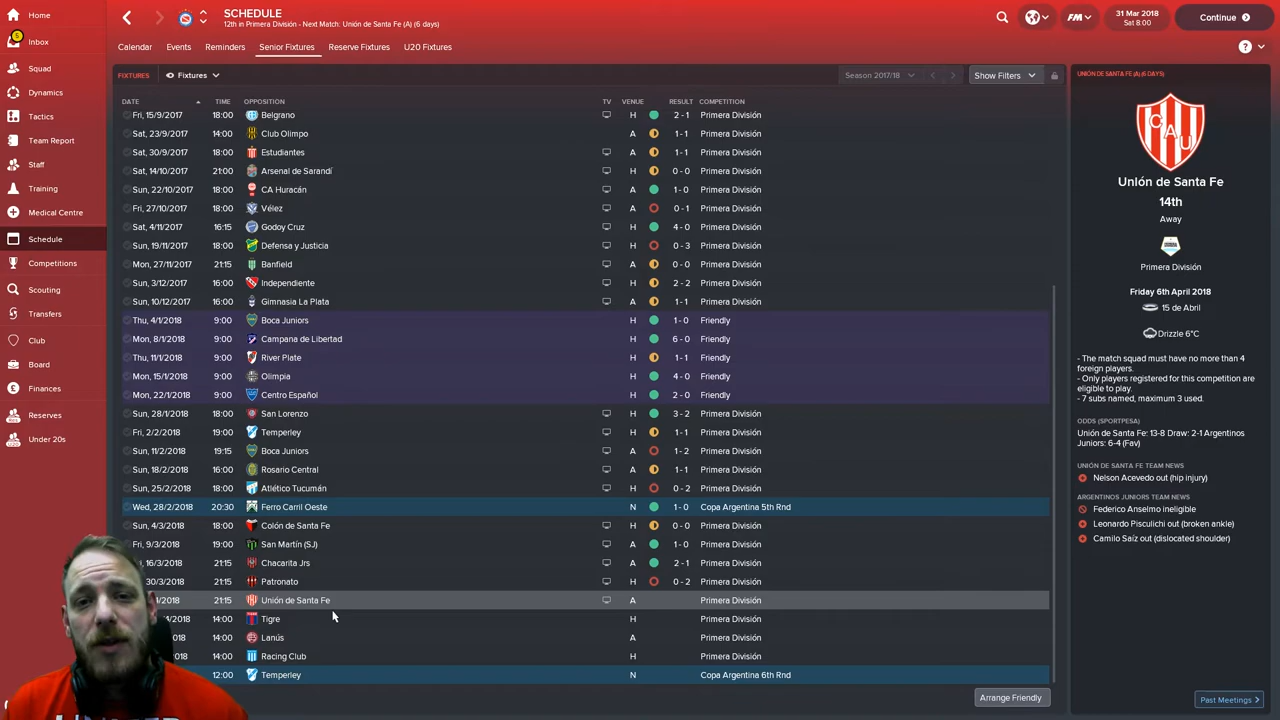 SCHEDULE
12th in Primera División - Next Match: Unión de Santa Fe (A) (6 days)
FM
31 Mar 2018
Sat 8:00
Continue
Home
5
Inbox
Squad
Dynamics
Tactics
Team Report
Staff
Training
Medical Centre
Schedule
Competitions
Scouting
Transfers
Club
Board
Finances
Reserves
Under 20s
Calendar Events Reminders Senior Fixtures Reserve Fixtures U20 Fixtures
?
FIXTURES Fixtures Season 2017/18 Show Filters
DATE TIME OPPOSITION TV VENUE RESULT COMPETITION
Fri, 15/9/2017 18:00 Belgrano H 2 - 1 Primera División
Sat, 23/9/2017 14:00 Club Olimpo A 1-1 Primera División
Sat, 30/9/2017 18:00 Estudiantes A 1-1 Primera División
Sat, 14/10/2017 21:00 Arsenal de Sarandí H 0 - 0 Primera División
Sun, 22/10/2017 18:00 CA Huracán A 1 - 0 Primera División
Fri, 27/10/2017 18:00 Vélez A 0 - 1 Primera División
Sat, 4/11/2017 16:15 Godoy Cruz H 4 - 0 Primera División
Sun, 19/11/2017 18:00 Defensa y Justicia A 0 - 3 Primera División
Mon, 27/11/2017 21:15 Banfield A 0 - 0 Primera División
Sun, 3/12/2017 16:00 Independiente H 2 - 2 Primera División
Sun, 10/12/2017 16:00 Gimnasia La Plata A 1-1 Primera División
Thu, 4/1/2018 9:00 Boca Juniors H 1 - 0 Friendly
Mon, 8/1/2018 9:00 Campana de Libertad H 6 - 0 Friendly
Thu, 11/1/2018 9:00 River Plate H 1-1 Friendly
Mon, 15/1/2018 9:00 Olimpia H 4 - 0 Friendly
Mon, 22/1/2018 9:00 Centro Español H 2 - 0 Friendly
Sun, 28/1/2018 18:00 San Lorenzo H 3 - 2 Primera División
Fri, 2/2/2018 19:00 Temperley H 1-1 Primera División
Sun, 11/2/2018 19:15 Boca Juniors A 1 - 2 Primera División
Sun, 18/2/2018 16:00 Rosario Central A 1-1 Primera División
Sun, 25/2/2018 18:00 Atlético Tucumán H 0 - 2 Primera División
Wed, 28/2/2018 20:30 Ferro Carril Oeste N 1 - 0 Copa Argentina 5th Rnd
Sun, 4/3/2018 18:00 Colón de Santa Fe H 0 - 0 Primera División
Fri, 9/3/2018 19:00 San Martín (SJ) A 1 - 0 Primera División
16/3/2018 21:15 Chacarita Jrs A 2 - 1 Primera División
30/3/2018 21:15 Patronato H 0 - 2 Primera División
/2018 21:15 Unión de Santa Fe A Primera División
/2018 14:00 Tigre H Primera División
2018 14:00 Lanús A Primera División
2018 14:00 Racing Club H Primera División
12:00 Temperley N Copa Argentina 6th Rnd
Arrange Friendly
UNIÓN DE SANTA FE (A) (6 DAYS)
CAU
Unión de Santa Fe
14th
Away
Primera División
Friday 6th April 2018
15 de Abril
Drizzle 6°C
- The match squad must have no more than 4
foreign players.
- Only players registered for this competition are
eligible to play.
- 7 subs named, maximum 3 used.
ODDS (SPORTPESA)
Unión de Santa Fe: 13-8 Draw: 2-1 Argentinos
Juniors: 6-4 (Fav)
UNIÓN DE SANTA FE TEAM NEWS
Nelson Acevedo out (hip injury)
ARGENTINOS JUNIORS TEAM NEWS
Federico Anselmo ineligible
Leonardo Pisculichi out (broken ankle)
Camilo Saíz out (dislocated shoulder)
Past Meetings